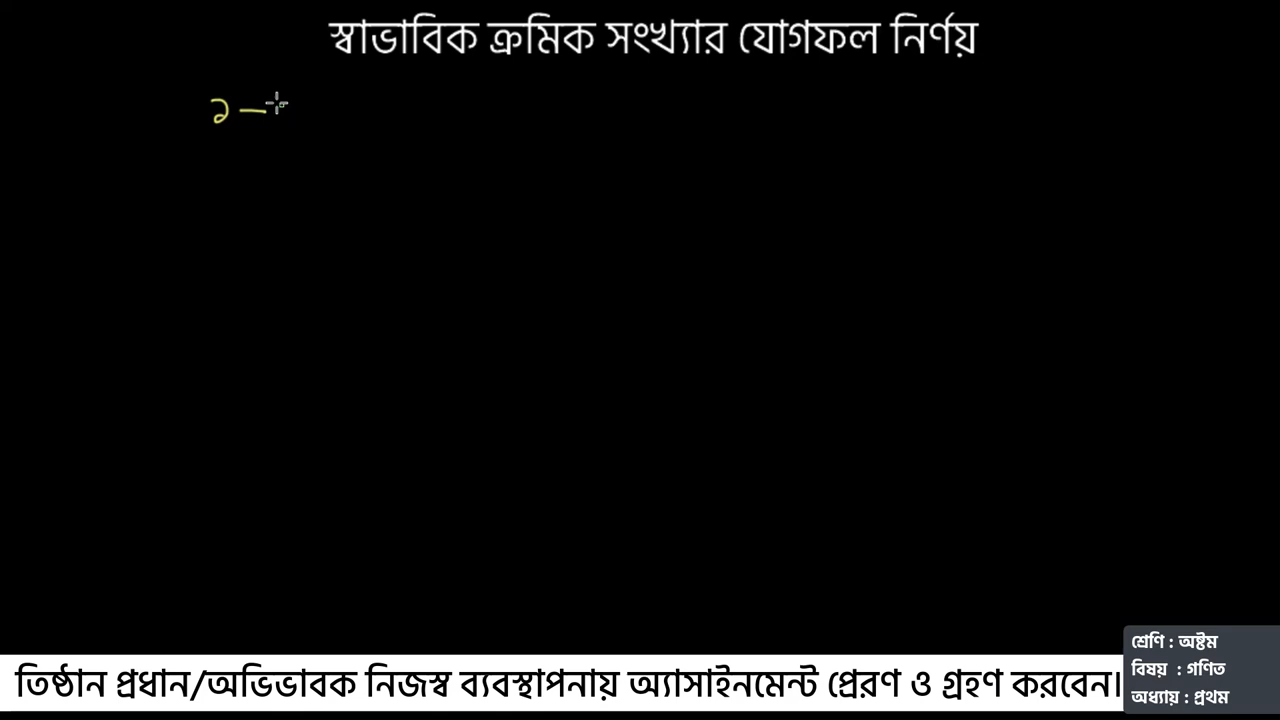 স্বাভাবিক ক্রমিক সংখ্যার যোগফল নির্ণয়
১ —
তিষ্ঠান প্রধান/অভিভাবক নিজস্ব ব্যবস্থাপনায় অ্যাসাইনমেন্ট প্রেরণ ও গ্রহণ করবেন।
শ্রেণি : অষ্টম
বিষয় : গণিত
অধ্যায় : প্রথম